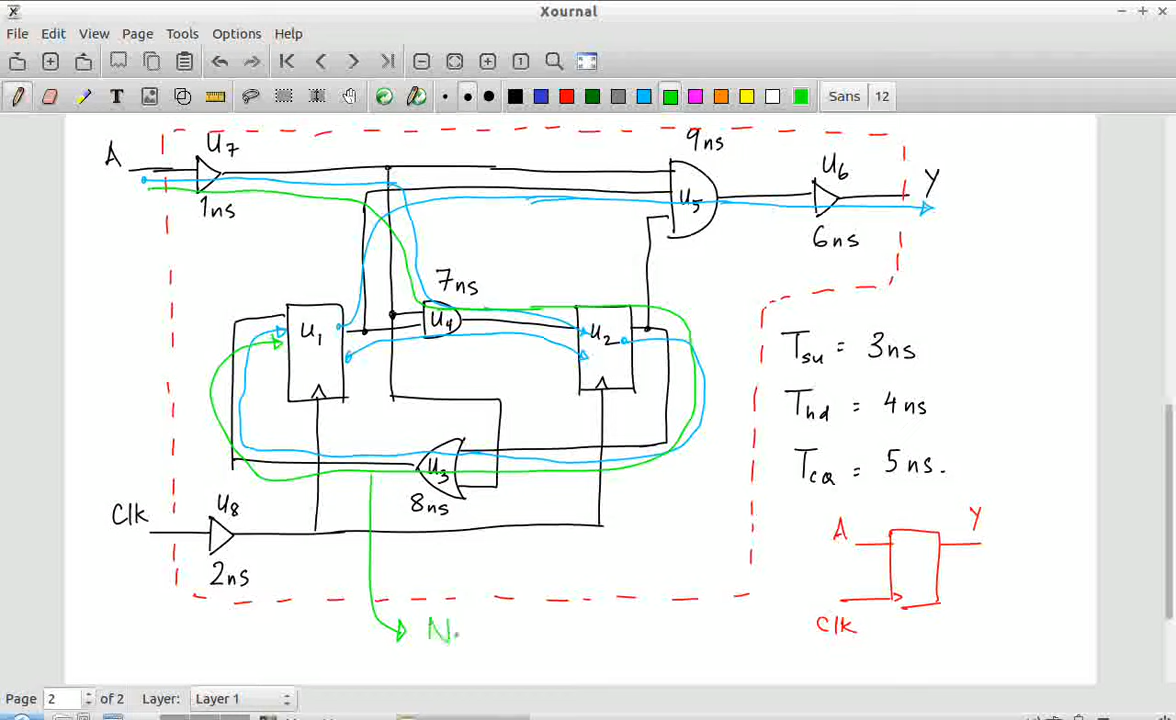 Xournal
File Edit View Page Tools Options Help
T Sans 12
9ns
A U7 U6 Y
1ns U5
6ns
7ns
U1 U4 U2
Tsu = 3ns
Thd = 4ns
U3 TcQ = 5ns.
8ns
Clk U8
2ns
A Y
Clk
N
Page 2 of 2 Layer: Layer 1